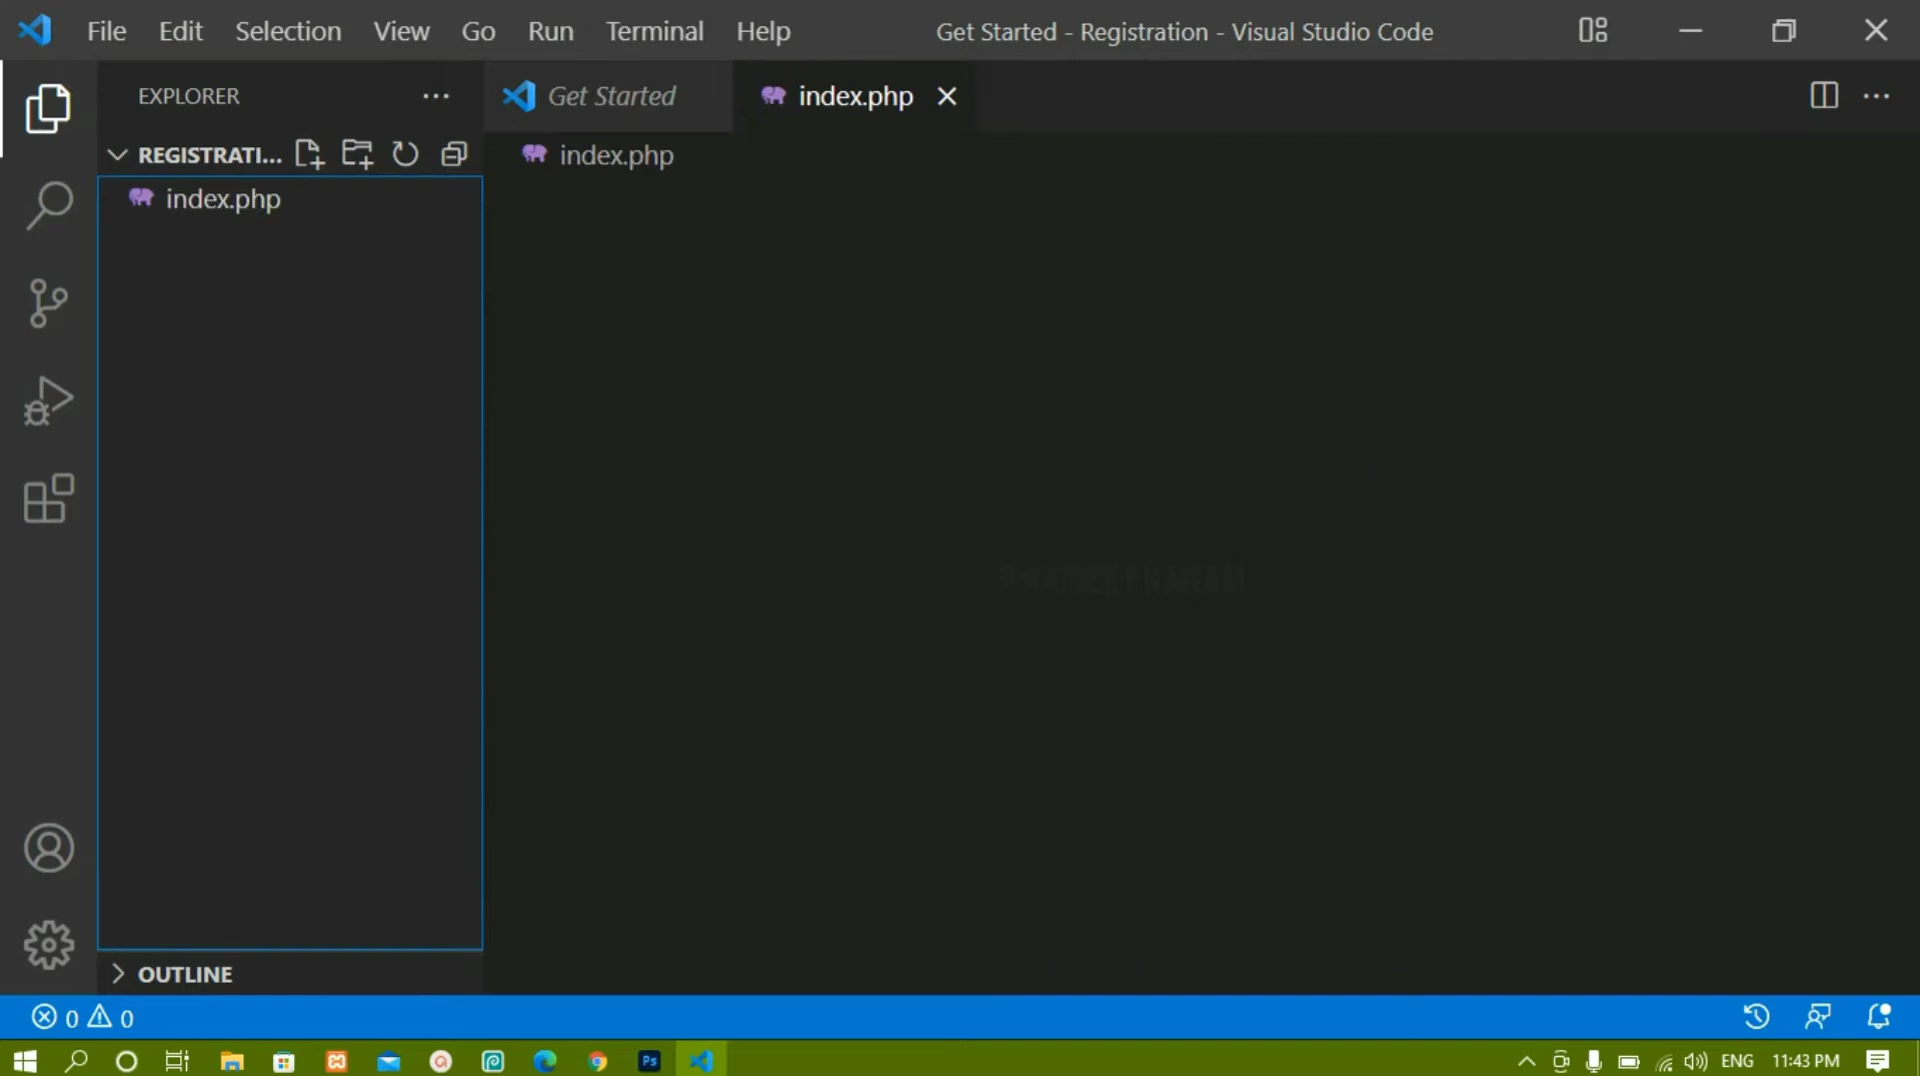 File Edit Selection View Go Run Terminal Help
Get Started - Registration - Visual Studio Code
EXPLORER
Get Started
index.php
REGISTRATI...
index.php
index.php
OUTLINE
0 0
Ps
ENG 11:43 PM